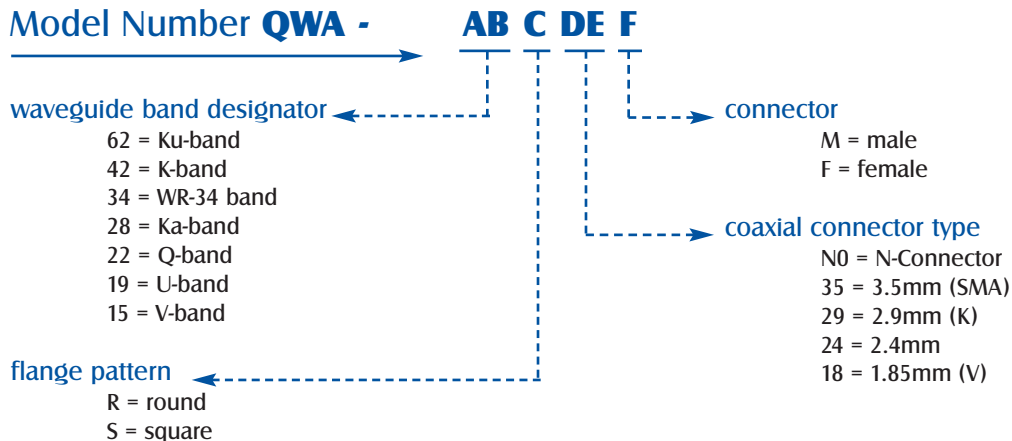 Model Number QWA - AB C DE F
waveguide band designator
62 = Ku-band
42 = K-band
34 = WR-34 band
28 = Ka-band
22 = Q-band
19 = U-band
15 = V-band
flange pattern
R = round
S = square
connector
M = male
F = female
coaxial connector type
N0 = N-Connector
35 = 3.5mm (SMA)
29 = 2.9mm (K)
24 = 2.4mm
18 = 1.85mm (V)